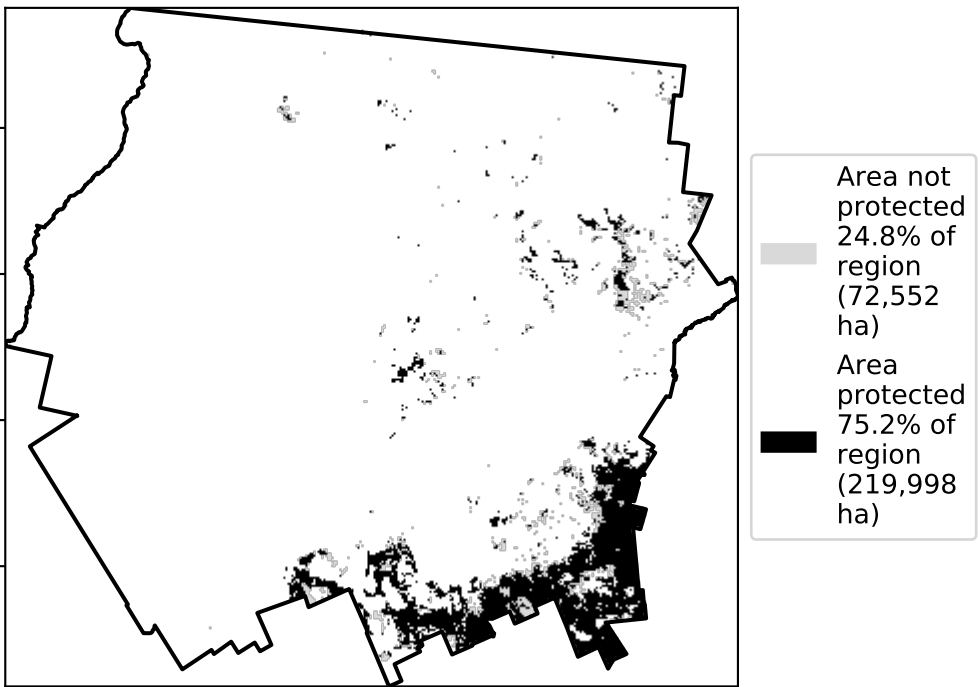 Area not
protected
24.8% of
region
(72,552
ha)
Area
protected
75.2% of
region
(219,998
ha)